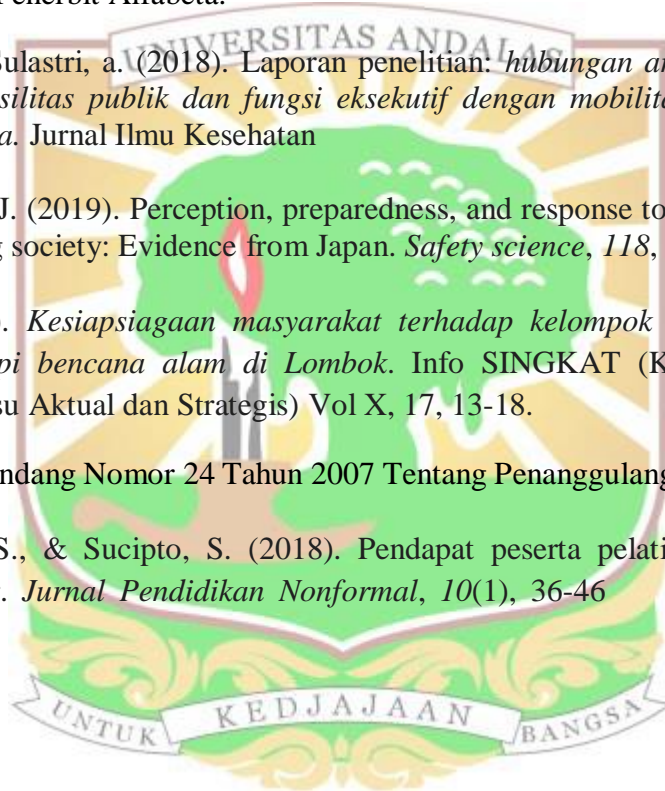 Penerbit Alfabeta.
UNIVERSITAS ANDALAS
Sulastri, a. (2018). Laporan penelitian: hubungan an
silitas publik dan fungsi eksekutif dengan mobilita
a. Jurnal Ilmu Kesehatan
J. (2019). Perception, preparedness, and response to
g society: Evidence from Japan. Safety science, 118,
). Kesiapsiagaan masyarakat terhadap kelompok
pi bencana alam di Lombok. Info SINGKAT (K
su Aktual dan Strategis) Vol X, 17, 13-18.
ndang Nomor 24 Tahun 2007 Tentang Penanggulang
S., & Sucipto, S. (2018). Pendapat peserta pelati
. Jurnal Pendidikan Nonformal, 10(1), 36-46
UNTUK KEDJAJAAN BANGSA